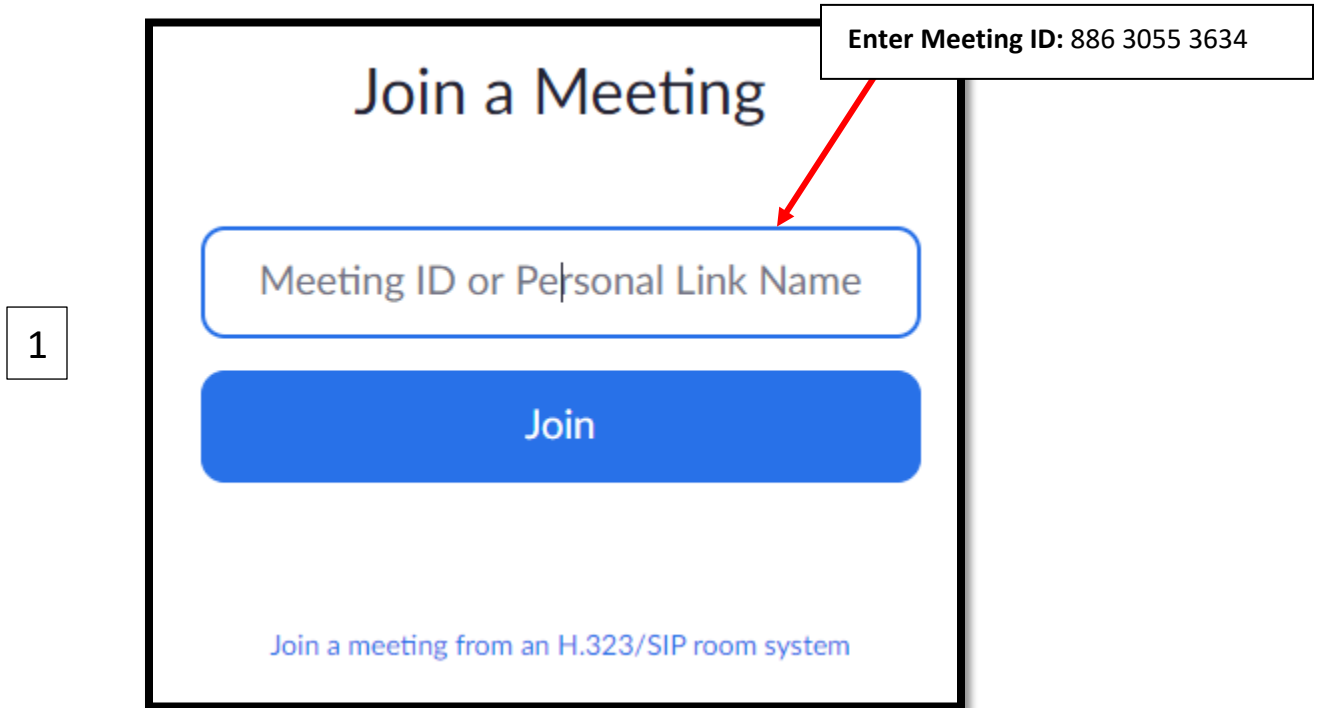 Enter Meeting ID: 886 3055 3634
Join a Meeting
Meeting ID or Personal Link Name
1
Join
Join a meeting from an H.323/SIP room system